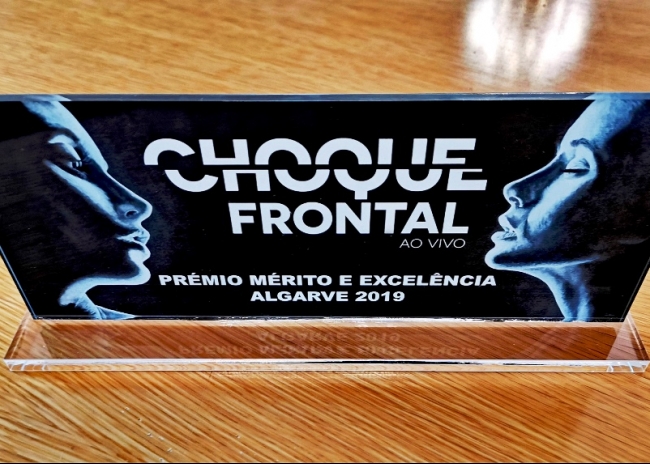 CHOQUE
FRONTAL
AO VIVO
PRÉMIO MÉRITO E EXCELÊNCIA
ALGARVE 2019